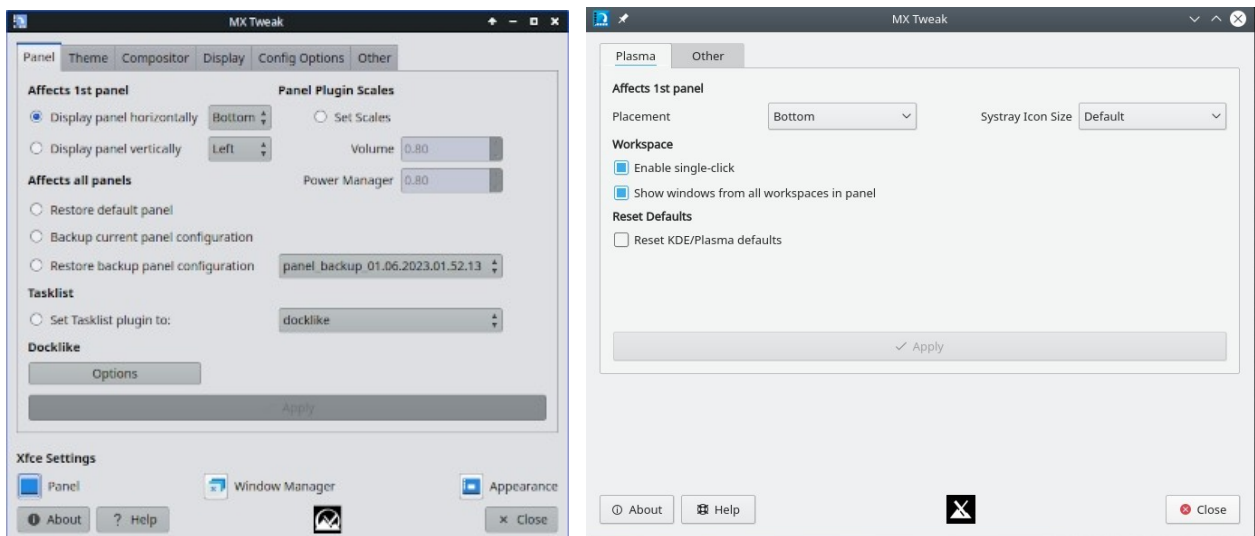 MX Tweak
Panel Theme Compositor Display Config Options Other
Affects 1st panel Panel Plugin Scales
Display panel horizontally Bottom Set Scales
Display panel vertically Left Volume 0.80
Affects all panels Power Manager 0.80
Restore default panel
Backup current panel configuration
Restore backup panel configuration panel_backup_01.06.2023.01.52.13
Tasklist
Set Tasklist plugin to: docklike
Docklike
Options
Apply
Xfce Settings
Panel Window Manager Appearance
About ? Help × Close
MX Tweak
Plasma Other
Affects 1st panel
Placement Bottom Systray Icon Size Default
Workspace
Enable single-click
Show windows from all workspaces in panel
Reset Defaults
Reset KDE/Plasma defaults
Apply
About Help Close